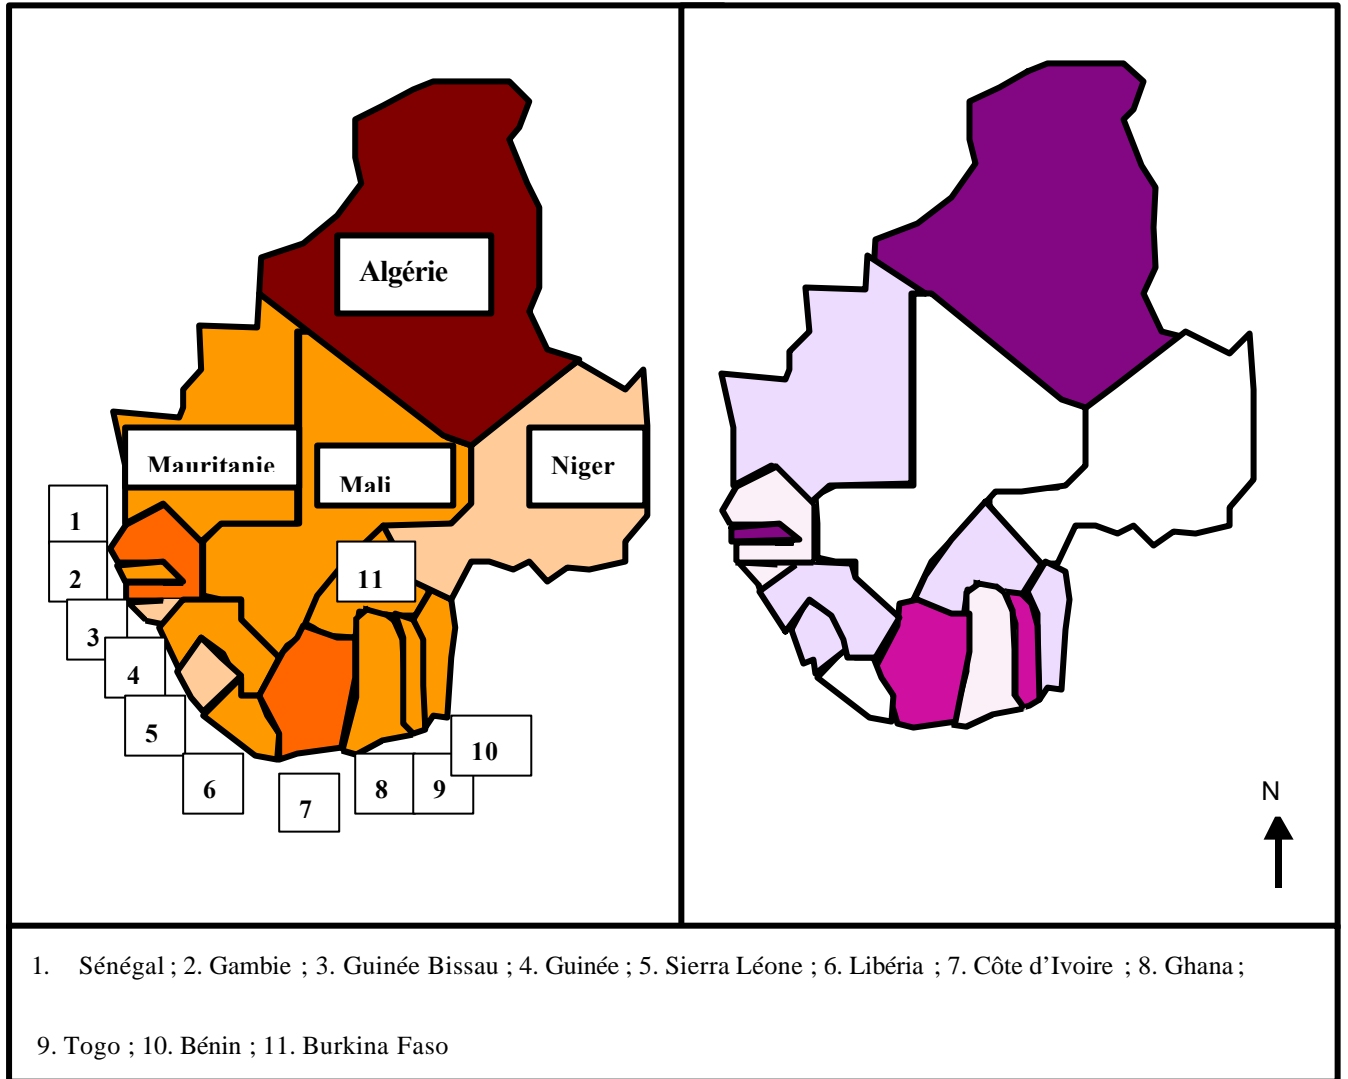 Algérie
Mauritanie
Mali
Niger
1
2
11
3
4
5
10
6
8
9
7
N
1. Sénégal ; 2. Gambie ; 3. Guinée Bissau ; 4. Guinée ; 5. Sierra Léone ; 6. Libéria ; 7. Côte d’Ivoire ; 8. Ghana ;
9. Togo ; 10. Bénin ; 11. Burkina Faso